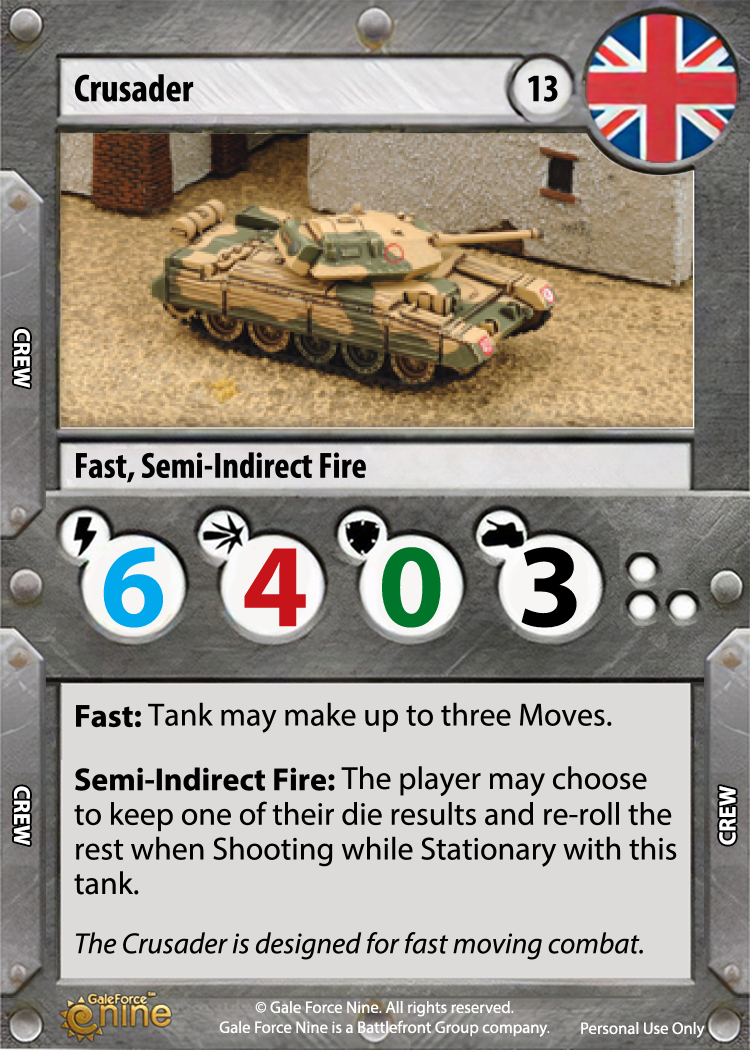 Crusader
13
CREW
Fast, Semi-Indirect Fire
6 4 0 3
Fast: Tank may make up to three Moves.
Semi-Indirect Fire: The player may choose
to keep one of their die results and re-roll the
rest when Shooting while Stationary with this
tank.
CREW
CREW
The Crusader is designed for fast moving combat.
GaleForce™
nine
© Gale Force Nine. All rights reserved.
Gale Force Nine is a Battlefront Group company.
Personal Use Only